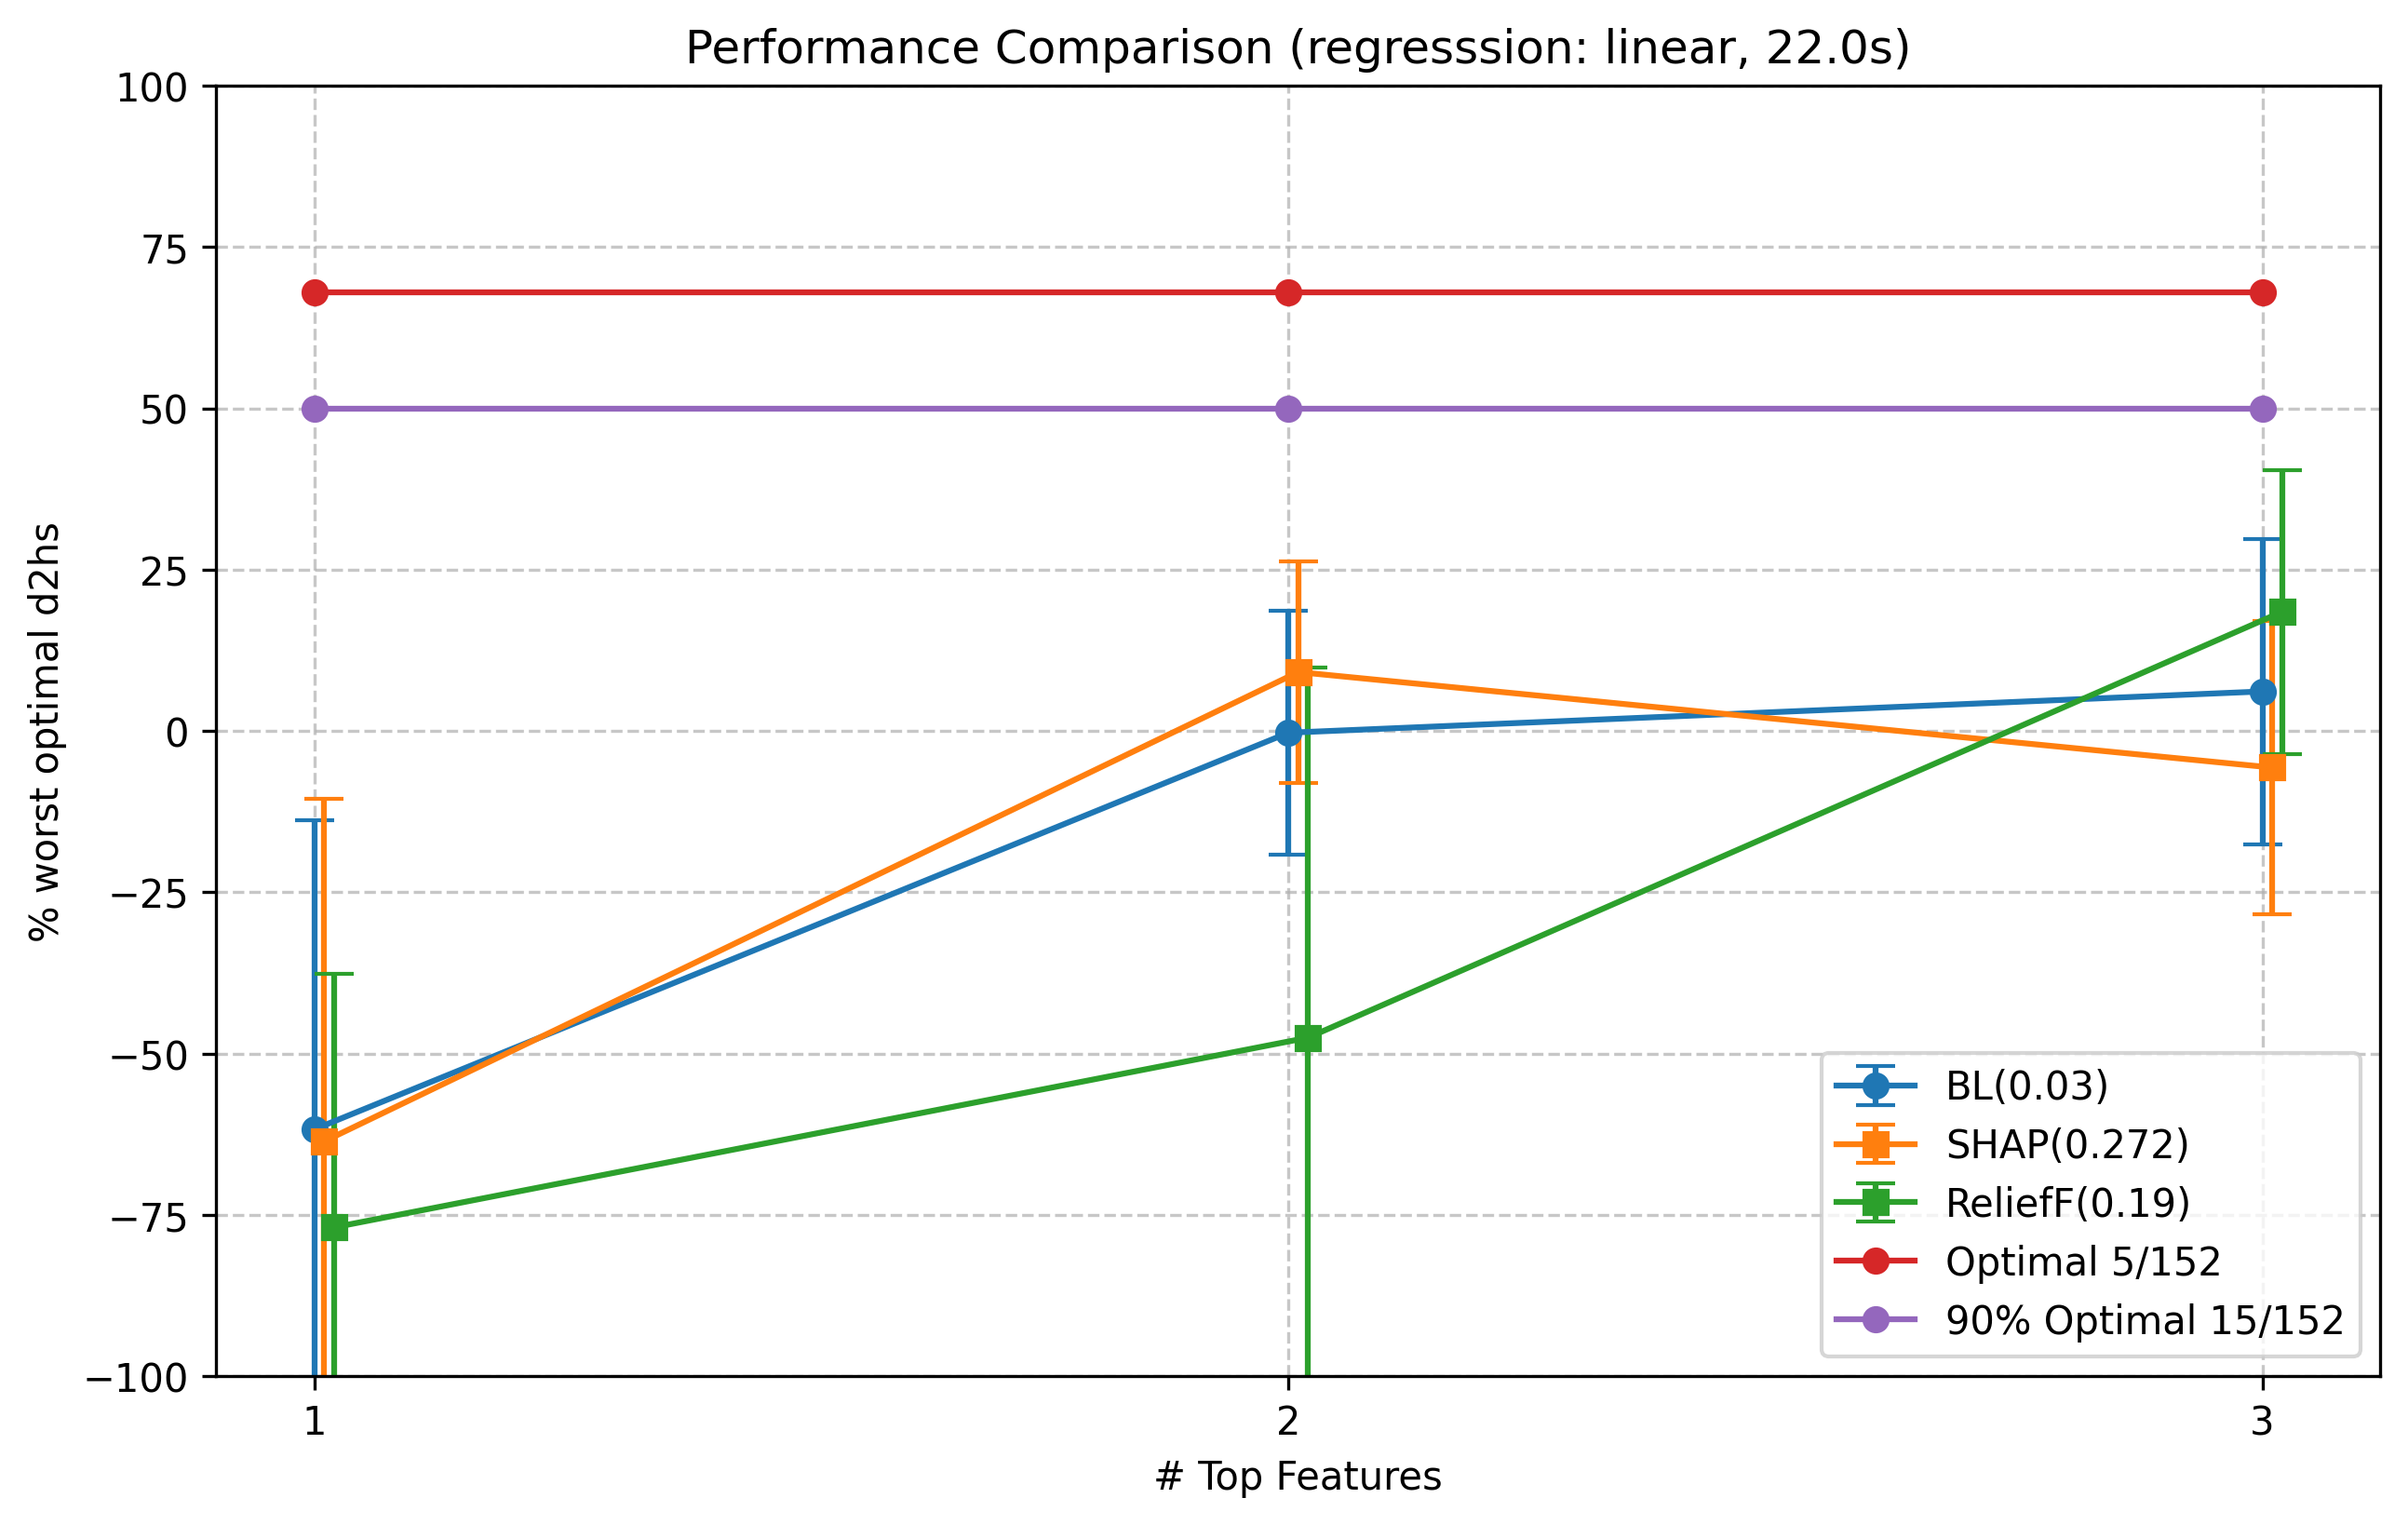 Performance Comparison (regresssion: linear, 22.0s)
100
75
50
25
0
−25
−50
−75
−100
% worst optimal d2hs
1
2
3
# Top Features
BL(0.03)
SHAP(0.272)
ReliefF(0.19)
Optimal 5/152
90% Optimal 15/152